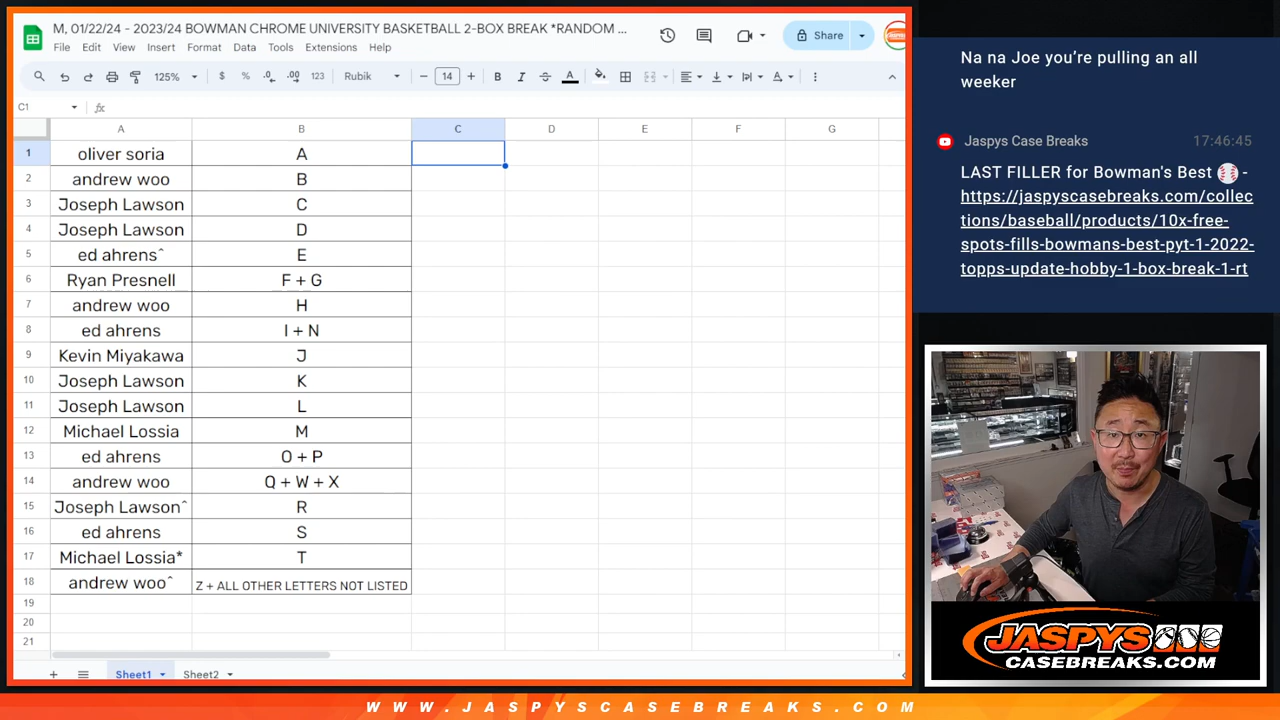 M, 01/22/24 - 2023/24 BOWMAN CHROME UNIVERSITY BASKETBALL 2-BOX BREAK *RANDOM ...
File Edit View Insert Format Data Tools Extensions Help
Share
125% $ % .0 .00 123 Rubik 14 B I A
C1 fx
A B C D E F G
1 oliver soria A
2 andrew woo B
3 Joseph Lawson C
4 Joseph Lawson D
5 ed ahrens^ E
6 Ryan Presnell F + G
7 andrew woo H
8 ed ahrens I + N
9 Kevin Miyakawa J
10 Joseph Lawson K
11 Joseph Lawson L
12 Michael Lossia M
13 ed ahrens O + P
14 andrew woo Q + W + X
15 Joseph Lawson^ R
16 ed ahrens S
17 Michael Lossia* T
18 andrew woo^ Z + ALL OTHER LETTERS NOT LISTED
19
20
21
Sheet1 Sheet2
Na na Joe you're pulling an all
weeker
Jaspys Case Breaks 17:46:45
LAST FILLER for Bowman's Best ⚾ -
https://jaspyscasebreaks.com/collec
tions/baseball/products/10x-free-
spots-fills-bowmans-best-pyt-1-2022-
topps-update-hobby-1-box-break-1-rt
JASPYS
CASEBREAKS.COM
WWW.JASPYSCASEBREAKS.COM